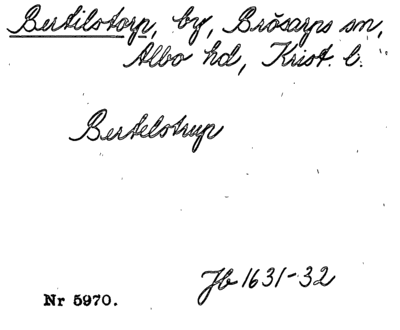 Bertilstorp, by, Brösarps sn,
Albo hd, Krist. l.
Bertelstrup
Jb 1631-32
Nr 5970.